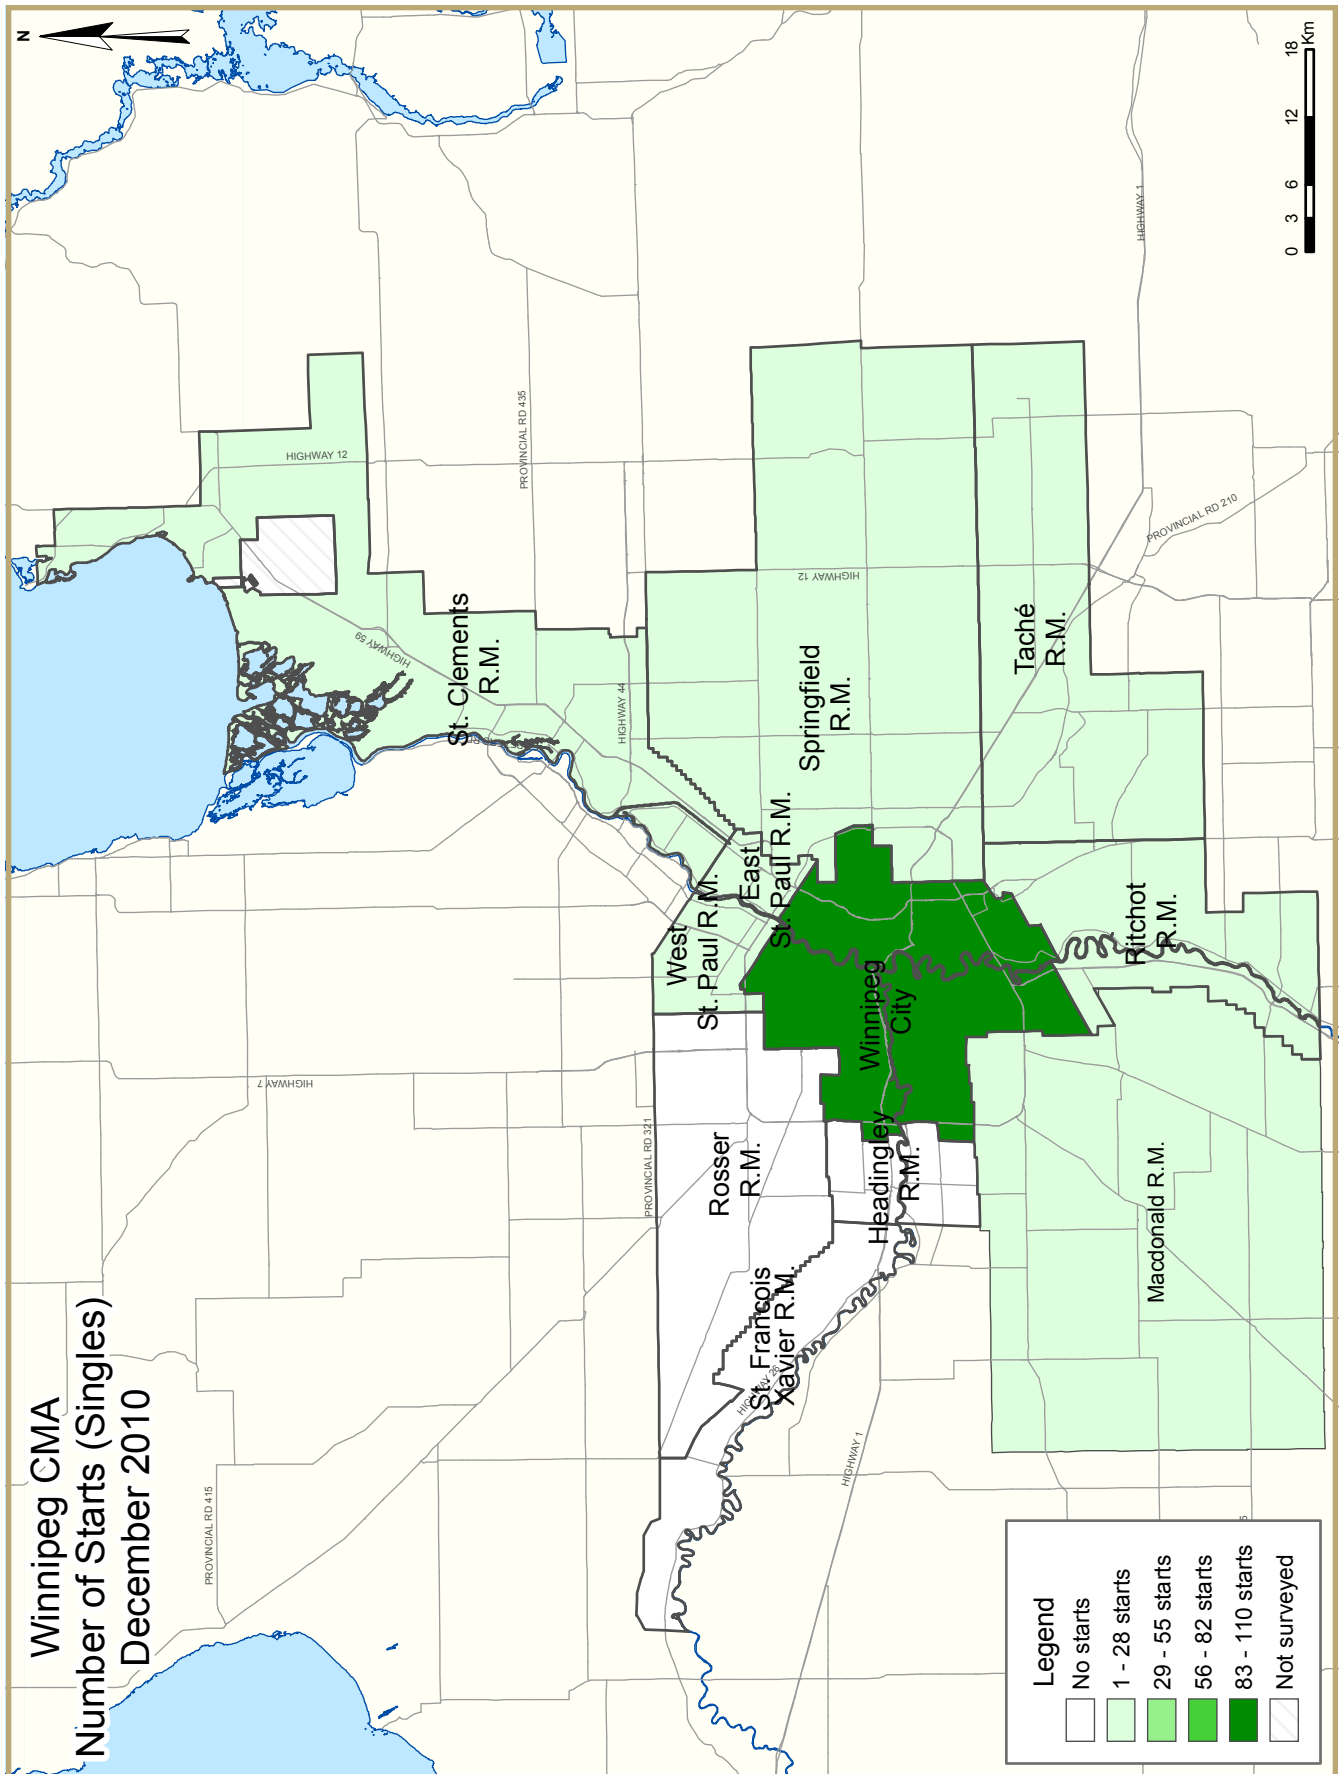 Winnipeg CMA
Number of Starts (Singles)
December 2010
N
HIGHWAY 12
PROVINCIAL RD 435
HIGHWAY 59
St. Clements
R.M.
HIGHWAY 44
HIGHWAY 7
PROVINCIAL RD 321
PROVINCIAL RD 415
West
St. Paul R.M.
East
St. Paul R.M.
Springfield
R.M.
HIGHWAY 12
HIGHWAY 1
PROVINCIAL RD 210
Taché
R.M.
Rosser
R.M.
St. Francois
Xavier R.M.
HIGHWAY 26
Headingley
R.M.
Winnipeg
City
Ritchot
R.M.
Macdonald R.M.
HIGHWAY 1
Legend
No starts
1 - 28 starts
29 - 55 starts
56 - 82 starts
83 - 110 starts
Not surveyed
0 3 6 12 18
Km